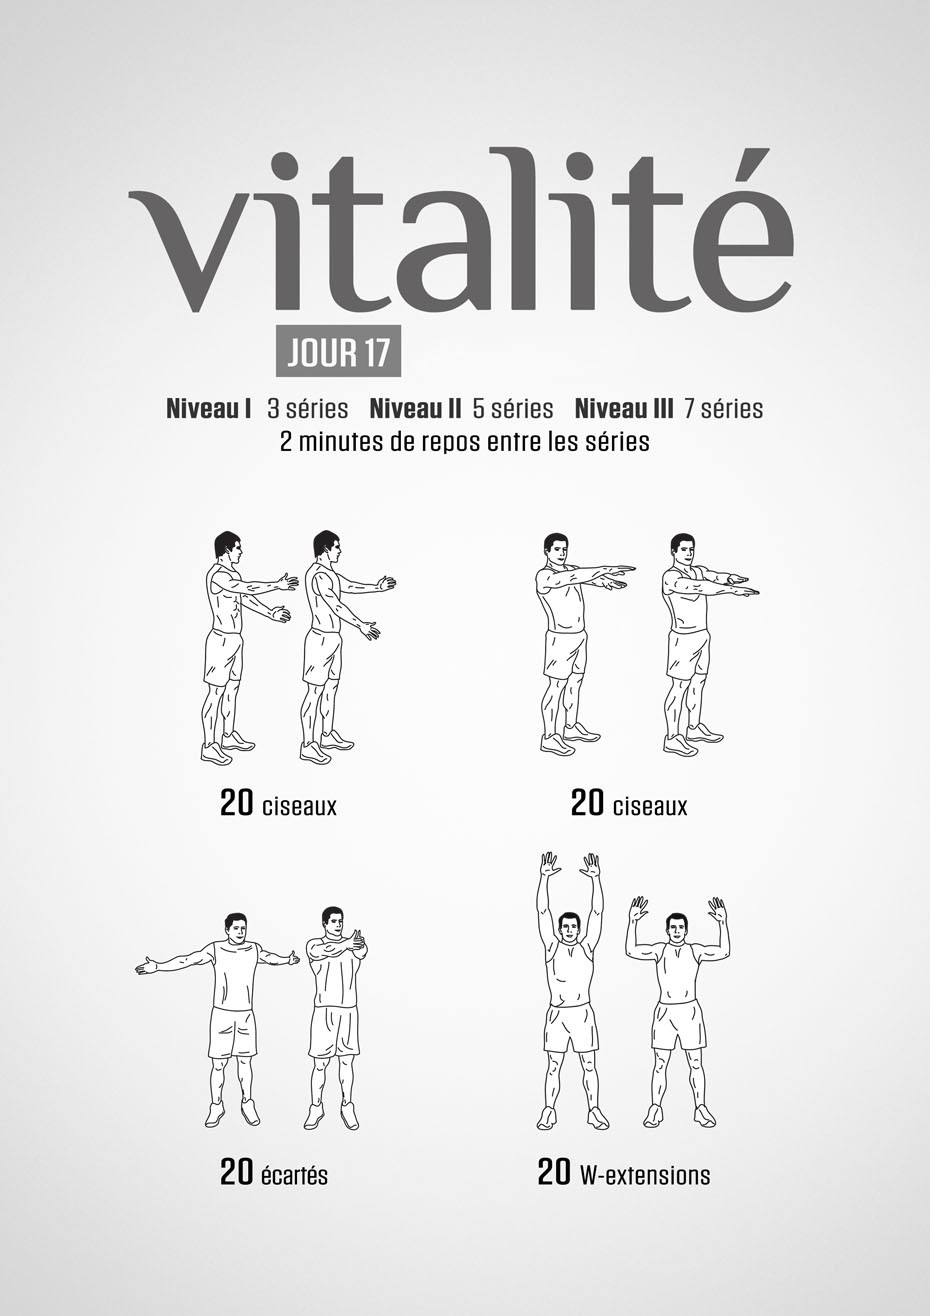 vitalité
JOUR 17
Niveau I 3 séries Niveau II 5 séries Niveau III 7 séries
2 minutes de repos entre les séries
20 ciseaux
20 ciseaux
20 écartés
20 W-extensions